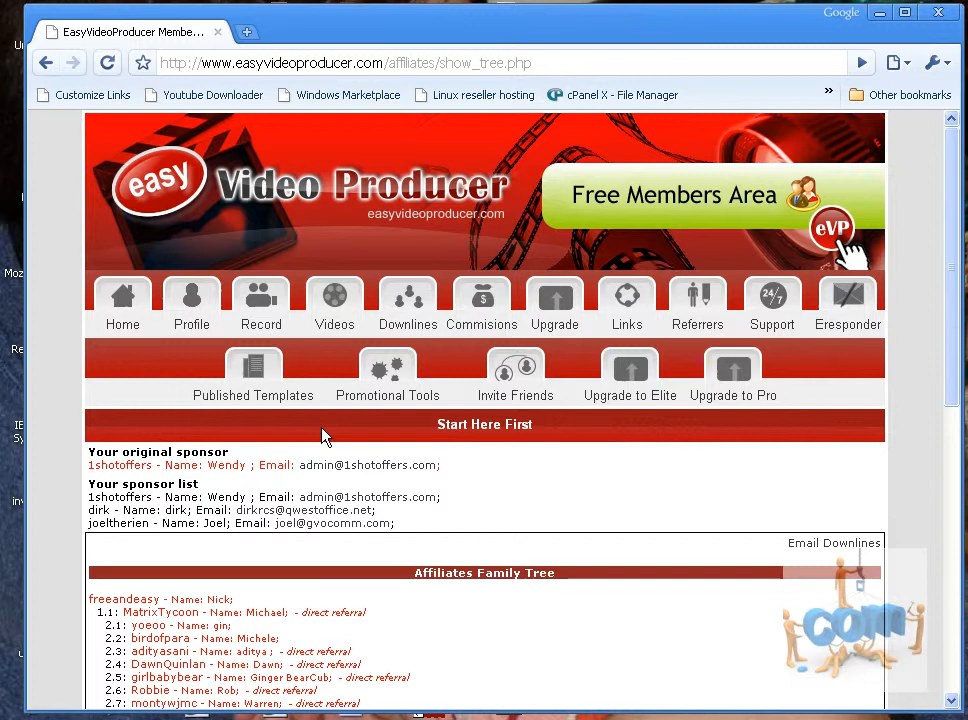 Google
EasyVideoProducer Membe...
http://www.easyvideoproducer.com/affiliates/show_tree.php
Customize Links Youtube Downloader Windows Marketplace Linux reseller hosting cPanel X - File Manager » Other bookmarks
easy Video Producer
easyvideoproducer.com
Free Members Area
eVP
$ 24/7
Home Profile Record Videos Downlines Commisions Upgrade Links Referrers Support Eresponder
Published Templates Promotional Tools Invite Friends Upgrade to Elite Upgrade to Pro
Start Here First
Your original sponsor
1shotoffers - Name: Wendy ; Email: admin@1shotoffers.com;
Your sponsor list
1shotoffers - Name: Wendy ; Email: admin@1shotoffers.com;
dirk - Name: dirk; Email: dirkrcs@qwestoffice.net;
joeltherien - Name: Joel; Email: joel@gvocomm.com;
Email Downlines
Affiliates Family Tree
freeandeasy - Name: Nick;
1.1: MatrixTycoon - Name: Michael; - direct referral
2.1: yoeoo - Name: gin;
2.2: birdofpara - Name: Michele;
2.3: adityasani - Name: aditya ; - direct referral
2.4: DawnQuinlan - Name: Dawn; - direct referral
2.5: girlbabybear - Name: Ginger BearCub; - direct referral
2.6: Robbie - Name: Rob; - direct referral
2.7: montywjmc - Name: Warren; - direct referral
.com